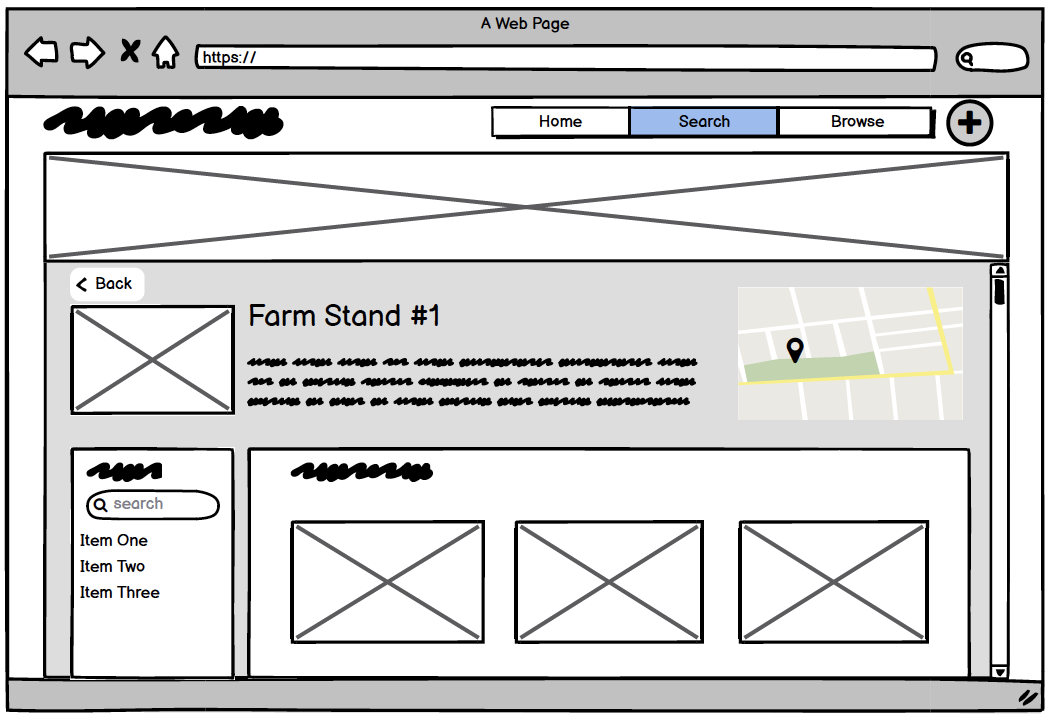 A Web Page
https://
Home Search Browse
Back
Farm Stand #1
search
Item One
Item Two
Item Three